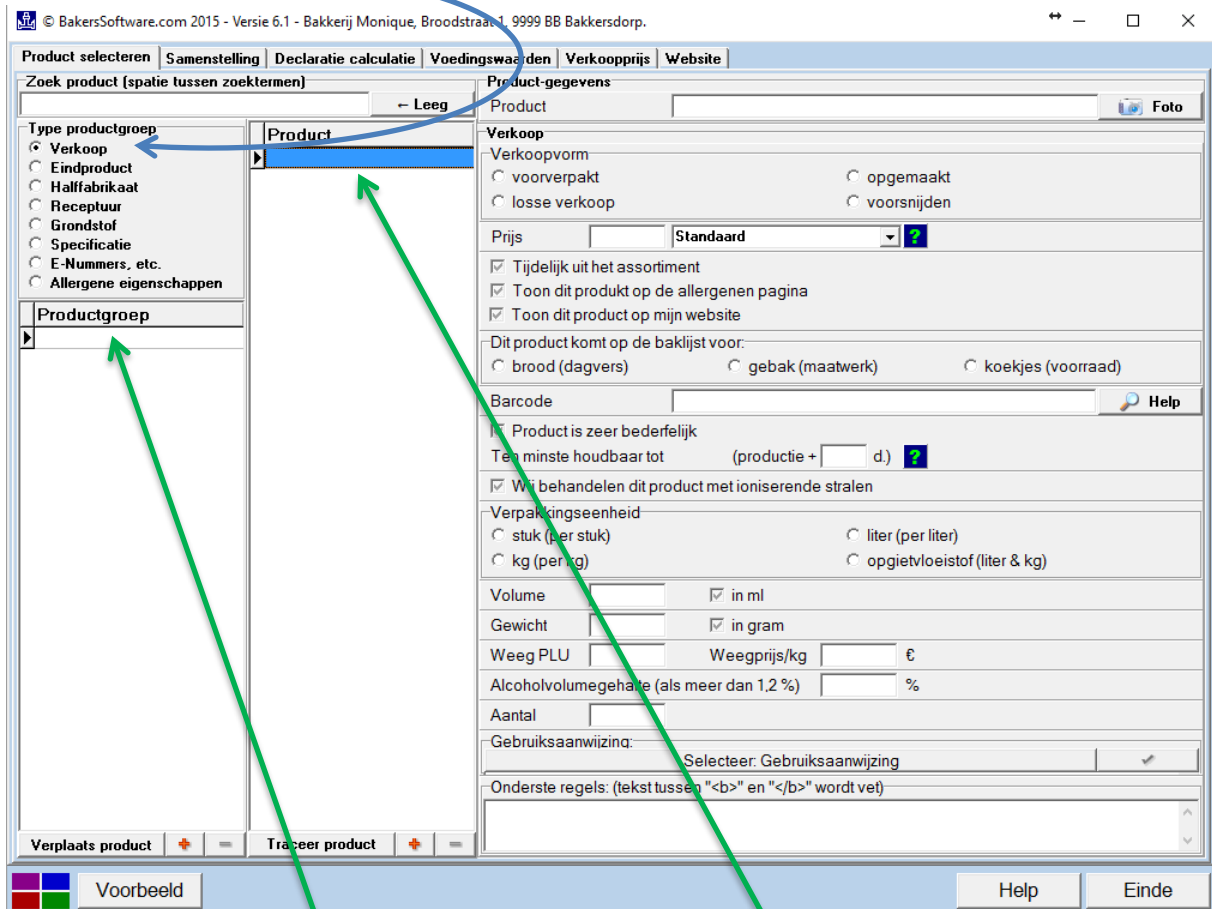 © BakersSoftware.com 2015 - Versie 6.1 - Bakkerij Monique, Broodstraat 1, 9999 BB Bakkersdorp.
Product selecteren Samenstelling Declaratie calculatie Voedingswaarden Verkoopprijs Website
Zoek product (spatie tussen zoektermen)
← Leeg
Type productgroep
Verkoop
Eindproduct
Halffabrikaat
Receptuur
Grondstof
Specificatie
E-Nummers, etc.
Allergene eigenschappen
Productgroep
Verplaats product + −
Product
Traceer product + −
Product-gegevens
Product Foto
Verkoop
Verkoopvorm
voorverpakt opgemaakt
losse verkoop voorsnijden
Prijs Standaard ?
Tijdelijk uit het assortiment
Toon dit produkt op de allergenen pagina
Toon dit product op mijn website
Dit product komt op de baklijst voor:
brood (dagvers) gebak (maatwerk) koekjes (voorraad)
Barcode Help
Product is zeer bederfelijk
Ten minste houdbaar tot (productie + d.) ?
Wij behandelen dit product met ioniserende stralen
Verpakkingseenheid
stuk (per stuk) liter (per liter)
kg (per kg) opgietvloeistof (liter & kg)
Volume in ml
Gewicht in gram
Weeg PLU Weegprijs/kg €
Alcoholvolumegehalte (als meer dan 1,2 %) %
Aantal
Gebruiksaanwijzing:
Selecteer: Gebruiksaanwijzing
Onderste regels: (tekst tussen "<b>" en "</b>" wordt vet)
Voorbeeld Help Einde